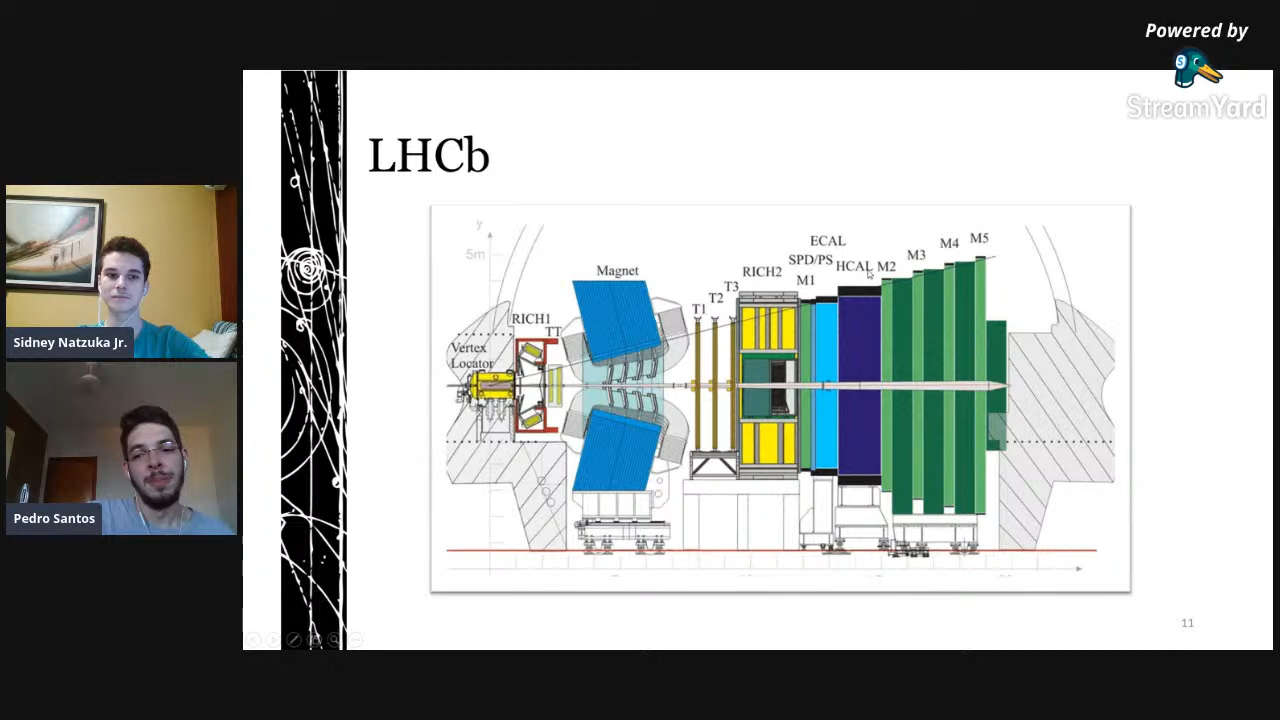 Powered by
StreamYard
LHCb
y
5m
ECAL
M5
M4
SPD/PS
HCAL
M2
M3
Magnet
RICH2
M1
T3
T2
T1
RICH1
TT
Vertex
Locator
Sidney Natzuka Jr.
Pedro Santos
11